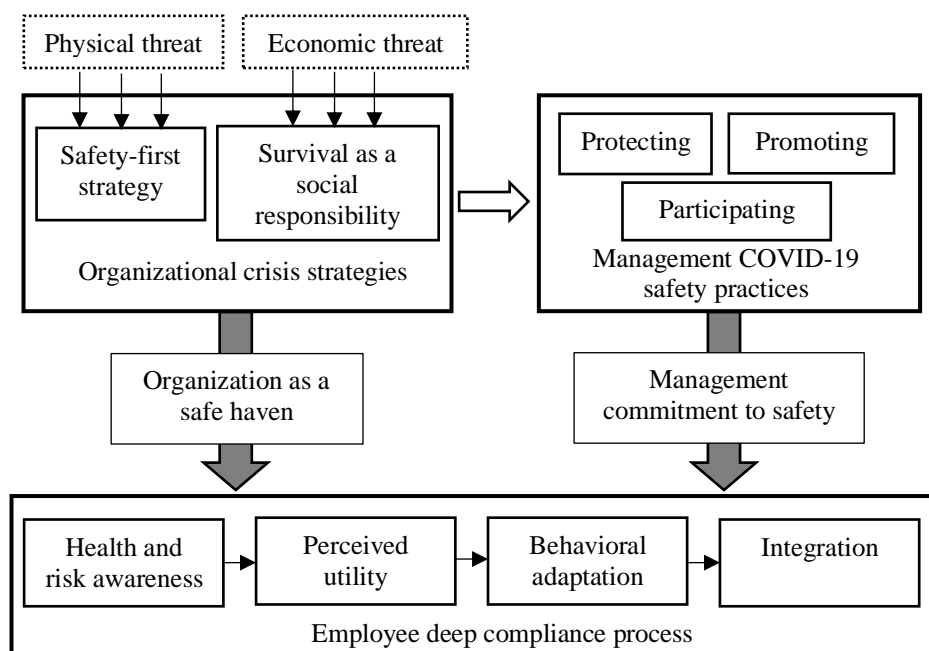 Physical threat
Economic threat
Safety-first
strategy
Survival as a
social
responsibility
Organizational crisis strategies
Protecting
Promoting
Participating
Management COVID-19
safety practices
Organization as a
safe haven
Management
commitment to safety
Health and
risk awareness
Perceived
utility
Behavioral
adaptation
Integration
Employee deep compliance process